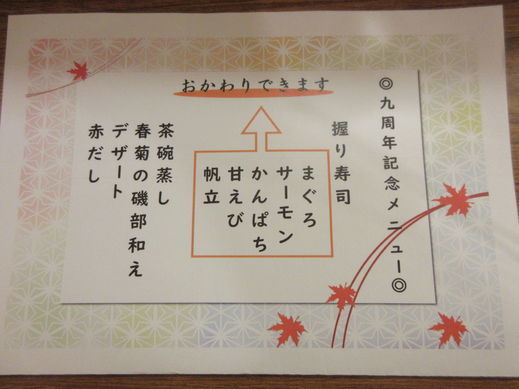 ◎九周年記念メニュー◎
おかわりできます
握り寿司
まぐろ
サーモン
かんぱち
甘えび
帆立
茶碗蒸し
春菊の磯部和え
デザート
赤だし